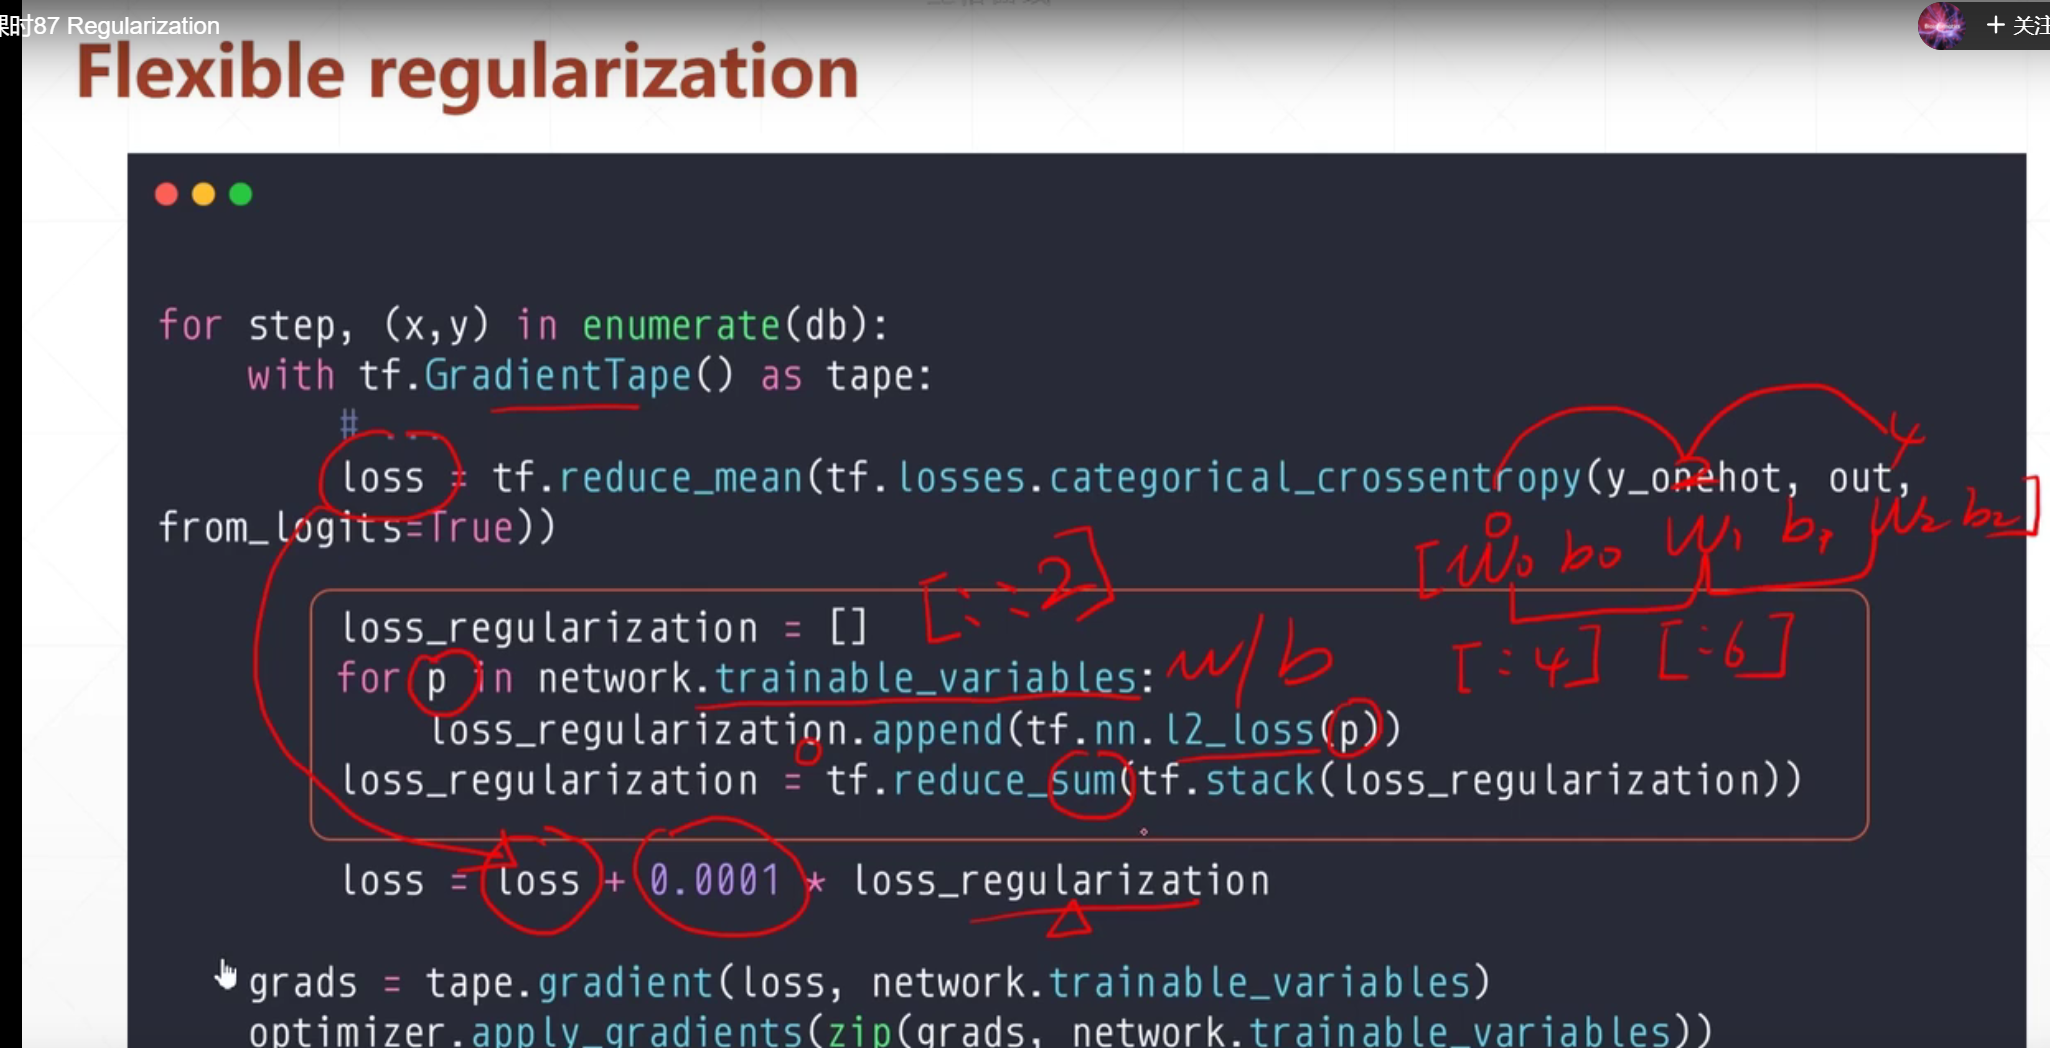 课时87 Regularization
+ 关注
Flexible regularization
for step, (x,y) in enumerate(db):
with tf.GradientTape() as tape:
# ...
loss = tf.reduce_mean(tf.losses.categorical_crossentropy(y_onehot, out,
from_logits=True))
4
2
0
[w0 b0 w1 b1 w2 b2]
[::2]
[:4] [:6]
loss_regularization = []
for p in network.trainable_variables:
w/b
loss_regularization.append(tf.nn.l2_loss(p))
loss_regularization = tf.reduce_sum(tf.stack(loss_regularization))
loss = loss + 0.0001 * loss_regularization
grads = tape.gradient(loss, network.trainable_variables)
optimizer.apply_gradients(zip(grads, network.trainable_variables))